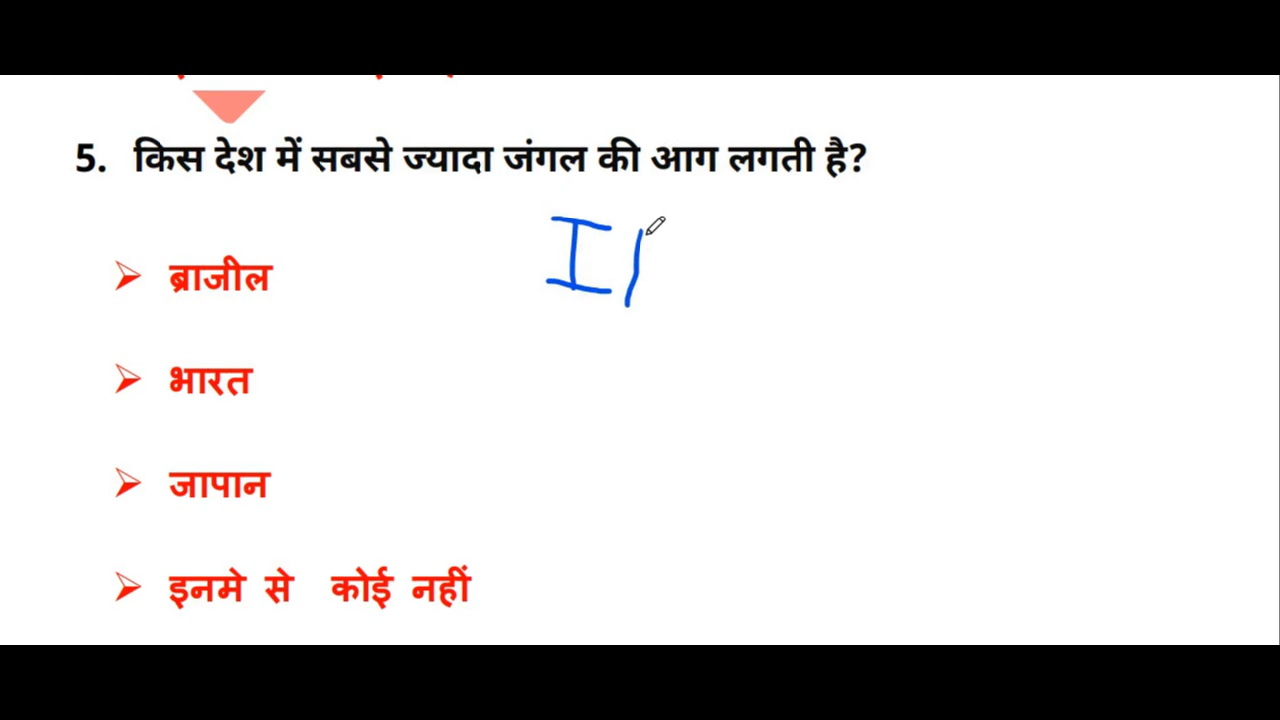 5. किस देश में सबसे ज्यादा जंगल की आग लगती है?
I
ब्राजील
भारत
जापान
इनमे से कोई नहीं